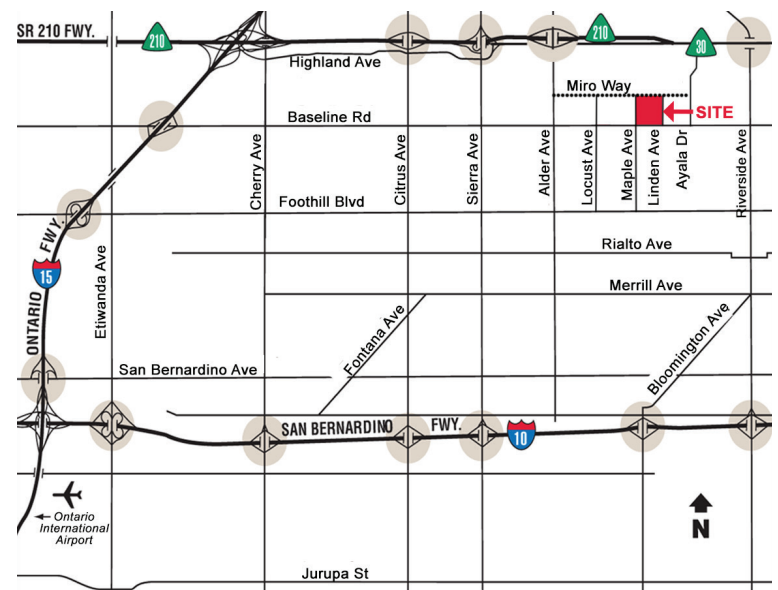 SR 210 FWY.
210
210
30
Highland Ave
Miro Way
SITE
Baseline Rd
Cherry Ave
Citrus Ave
Sierra Ave
Alder Ave
Locust Ave
Maple Ave
Linden Ave
Ayala Dr
Riverside Ave
Foothill Blvd
ONTARIO FWY.
15
Etiwanda Ave
Rialto Ave
Merrill Ave
Fontana Ave
Bloomington Ave
San Bernardino Ave
SAN BERNARDINO FWY.
10
Ontario
International
Airport
N
Jurupa St